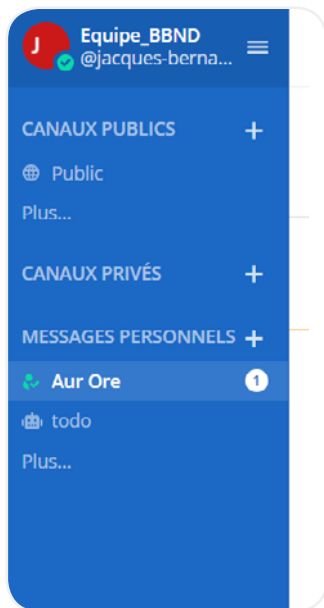 J
Equipe_BBND
@jacques-berna...
CANAUX PUBLICS +
Public
Plus...
CANAUX PRIVÉS +
MESSAGES PERSONNELS +
Aur Ore 1
todo
Plus...